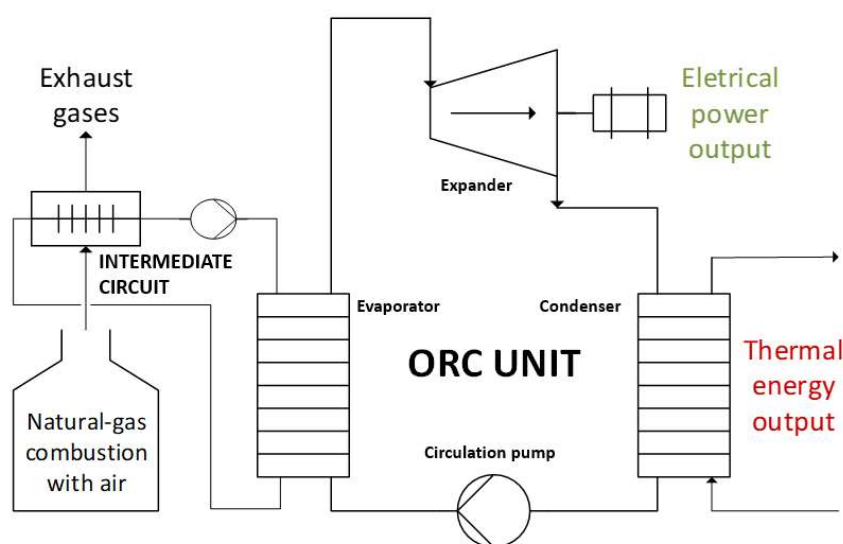 Exhaust
gases
Eletrical
power
output
Expander
INTERMEDIATE
CIRCUIT
Evaporator
Condenser
ORC UNIT
Thermal
energy
output
Natural-gas
combustion
with air
Circulation pump